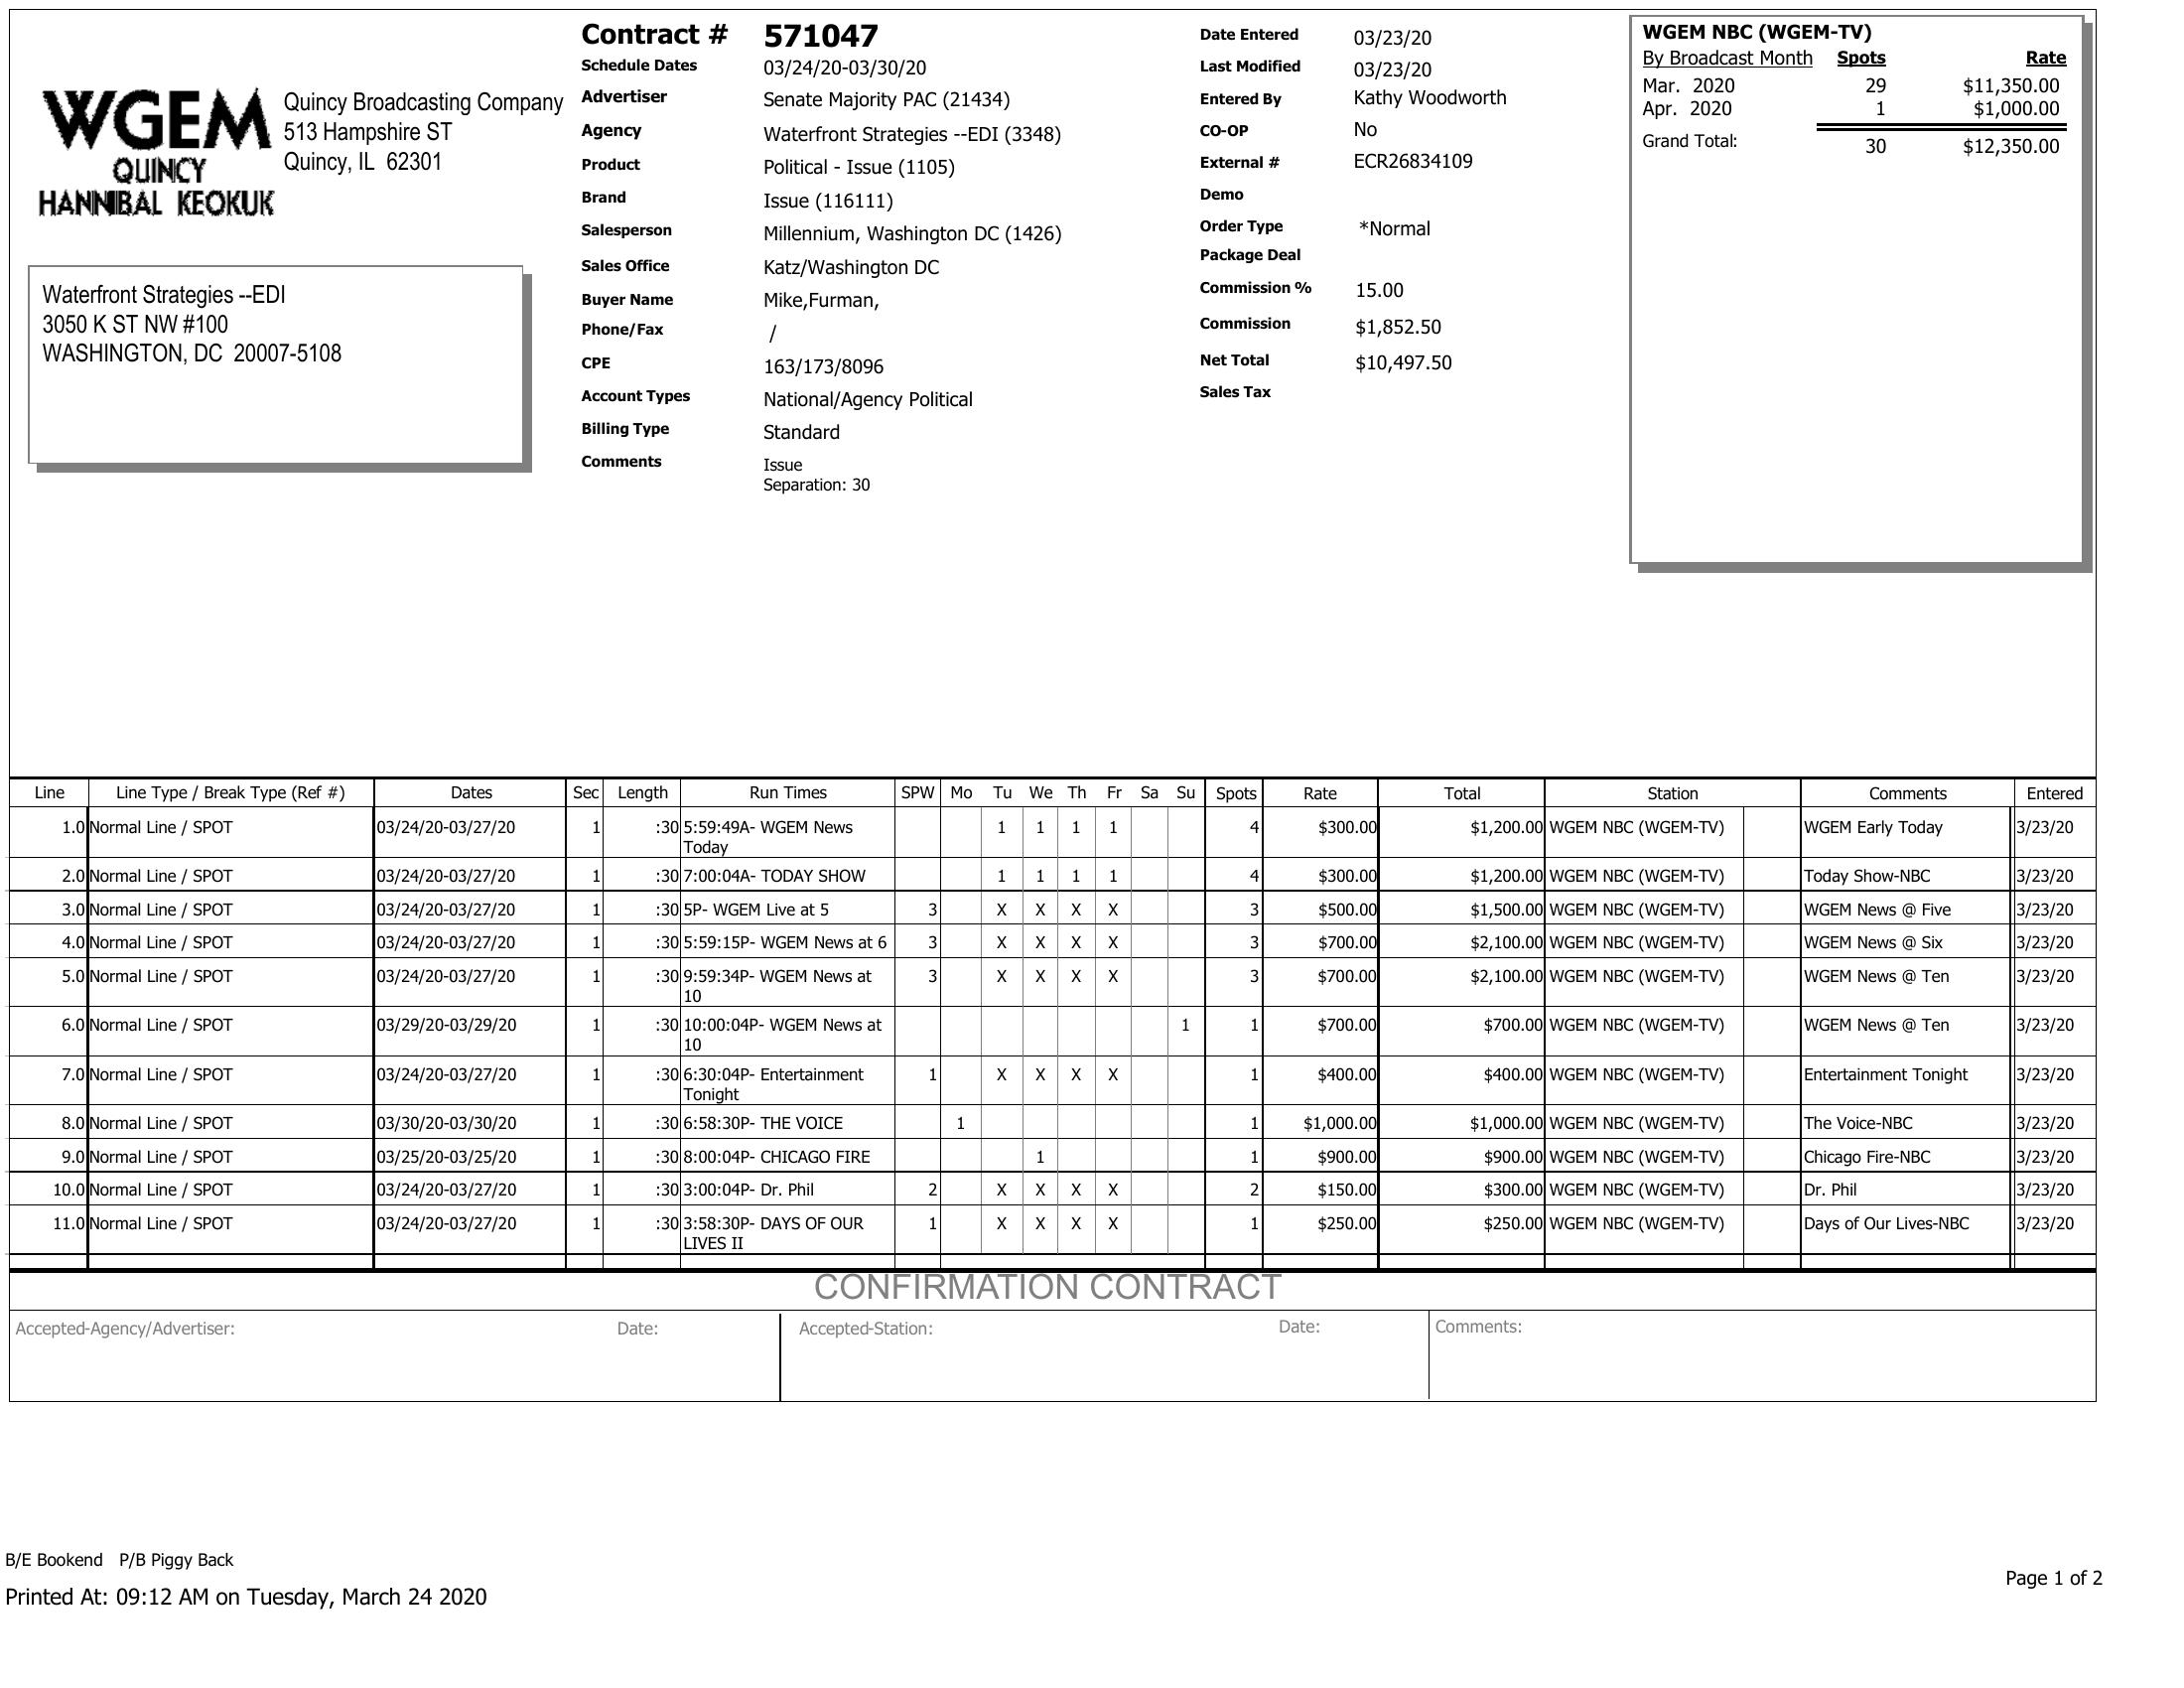 WGEM
QUINCY
HANNIBAL KEOKUK
Quincy Broadcasting Company
513 Hampshire ST
Quincy, IL  62301
Waterfront Strategies --EDI
3050 K ST NW #100
WASHINGTON, DC  20007-5108
Contract # 571047
Schedule Dates 03/24/20-03/30/20
Advertiser Senate Majority PAC (21434)
Agency Waterfront Strategies --EDI (3348)
Product Political - Issue (1105)
Brand Issue (116111)
Salesperson Millennium, Washington DC (1426)
Sales Office Katz/Washington DC
Buyer Name Mike,Furman,
Phone/Fax /
CPE 163/173/8096
Account Types National/Agency Political
Billing Type Standard
Comments Issue
Separation: 30
Date Entered 03/23/20
Last Modified 03/23/20
Entered By Kathy Woodworth
CO-OP No
External # ECR26834109
Demo
Order Type *Normal
Package Deal
Commission % 15.00
Commission $1,852.50
Net Total $10,497.50
Sales Tax
WGEM NBC (WGEM-TV)
By Broadcast Month Spots Rate
Mar. 2020 29 $11,350.00
Apr. 2020 1 $1,000.00
Grand Total: 30 $12,350.00
Line Line Type / Break Type (Ref #) Dates Sec Length Run Times SPW Mo Tu We Th Fr Sa Su Spots Rate Total Station Comments Entered
1.0 Normal Line / SPOT 03/24/20-03/27/20 1 :30 5:59:49A- WGEM News 1 1 1 1 4 $300.00 $1,200.00 WGEM NBC (WGEM-TV) WGEM Early Today 3/23/20
Today
2.0 Normal Line / SPOT 03/24/20-03/27/20 1 :30 7:00:04A- TODAY SHOW 1 1 1 1 4 $300.00 $1,200.00 WGEM NBC (WGEM-TV) Today Show-NBC 3/23/20
3.0 Normal Line / SPOT 03/24/20-03/27/20 1 :30 5P- WGEM Live at 5 3 X X X X 3 $500.00 $1,500.00 WGEM NBC (WGEM-TV) WGEM News @ Five 3/23/20
4.0 Normal Line / SPOT 03/24/20-03/27/20 1 :30 5:59:15P- WGEM News at 6 3 X X X X 3 $700.00 $2,100.00 WGEM NBC (WGEM-TV) WGEM News @ Six 3/23/20
5.0 Normal Line / SPOT 03/24/20-03/27/20 1 :30 9:59:34P- WGEM News at 3 X X X X 3 $700.00 $2,100.00 WGEM NBC (WGEM-TV) WGEM News @ Ten 3/23/20
10
6.0 Normal Line / SPOT 03/29/20-03/29/20 1 :30 10:00:04P- WGEM News at 1 1 $700.00 $700.00 WGEM NBC (WGEM-TV) WGEM News @ Ten 3/23/20
10
7.0 Normal Line / SPOT 03/24/20-03/27/20 1 :30 6:30:04P- Entertainment 1 X X X X 1 $400.00 $400.00 WGEM NBC (WGEM-TV) Entertainment Tonight 3/23/20
Tonight
8.0 Normal Line / SPOT 03/30/20-03/30/20 1 :30 6:58:30P- THE VOICE 1 1 $1,000.00 $1,000.00 WGEM NBC (WGEM-TV) The Voice-NBC 3/23/20
9.0 Normal Line / SPOT 03/25/20-03/25/20 1 :30 8:00:04P- CHICAGO FIRE 1 1 $900.00 $900.00 WGEM NBC (WGEM-TV) Chicago Fire-NBC 3/23/20
10.0 Normal Line / SPOT 03/24/20-03/27/20 1 :30 3:00:04P- Dr. Phil 2 X X X X 2 $150.00 $300.00 WGEM NBC (WGEM-TV) Dr. Phil 3/23/20
11.0 Normal Line / SPOT 03/24/20-03/27/20 1 :30 3:58:30P- DAYS OF OUR 1 X X X X 1 $250.00 $250.00 WGEM NBC (WGEM-TV) Days of Our Lives-NBC 3/23/20
LIVES II
CONFIRMATION CONTRACT
Accepted-Agency/Advertiser: Date: Accepted-Station: Date: Comments:
B/E Bookend   P/B Piggy Back
Printed At: 09:12 AM on Tuesday, March 24 2020
Page 1 of 2